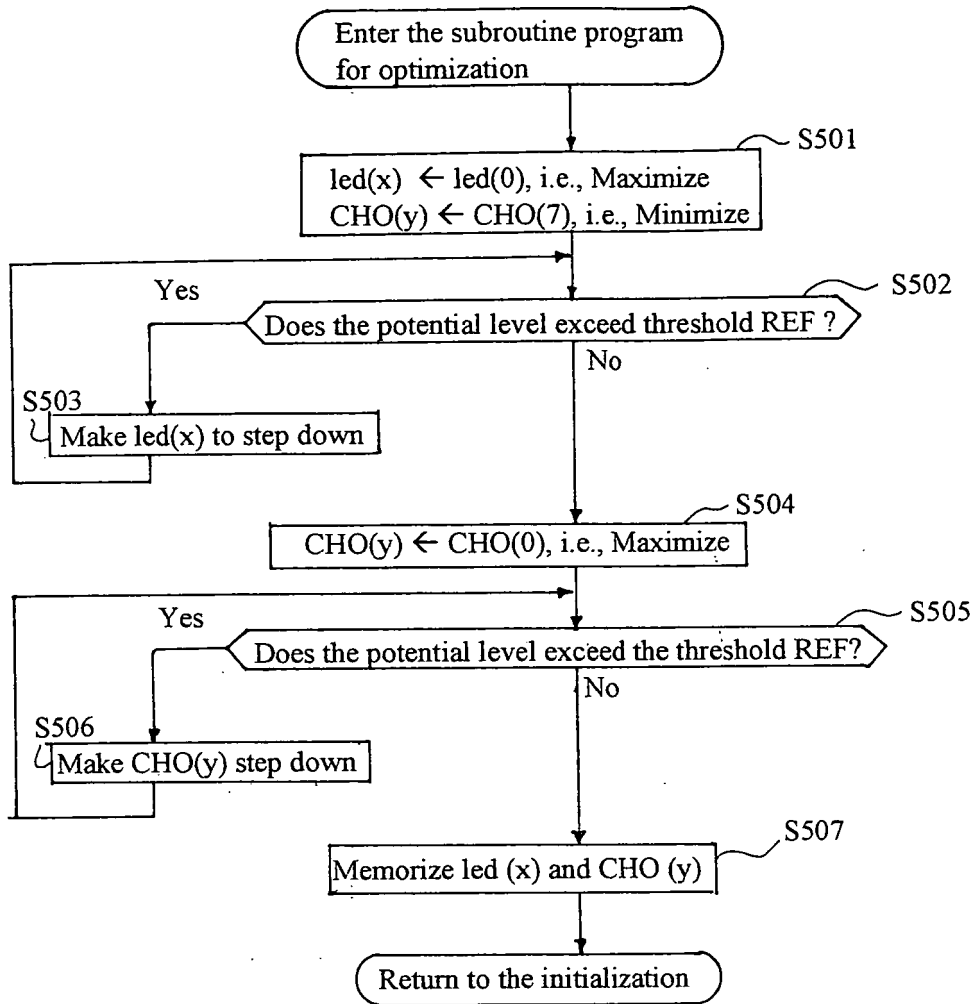 Enter the subroutine program
for optimization
S501
led(x) ← led(0), i.e., Maximize
CHO(y) ← CHO(7), i.e., Minimize
Yes
S502
Does the potential level exceed threshold REF ?
No
S503
Make led(x) to step down
S504
CHO(y) ← CHO(0), i.e., Maximize
Yes
S505
Does the potential level exceed the threshold REF?
No
S506
Make CHO(y) step down
S507
Memorize led (x) and CHO (y)
Return to the initialization